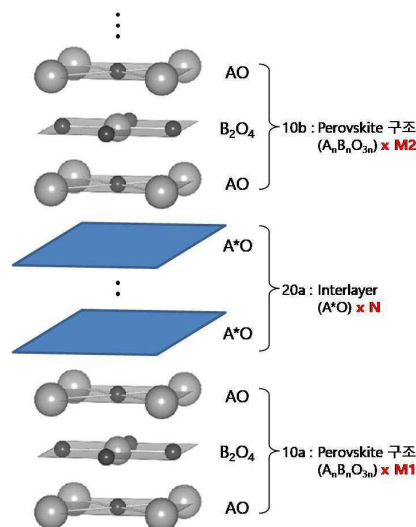 AO
B₂O₄
AO
10b : Perovskite 구조
(AₙBₙO₃ₙ) x M2
A*O
A*O
20a : Interlayer
(A*O) x N
AO
B₂O₄
AO
10a : Perovskite 구조
(AₙBₙO₃ₙ) x M1